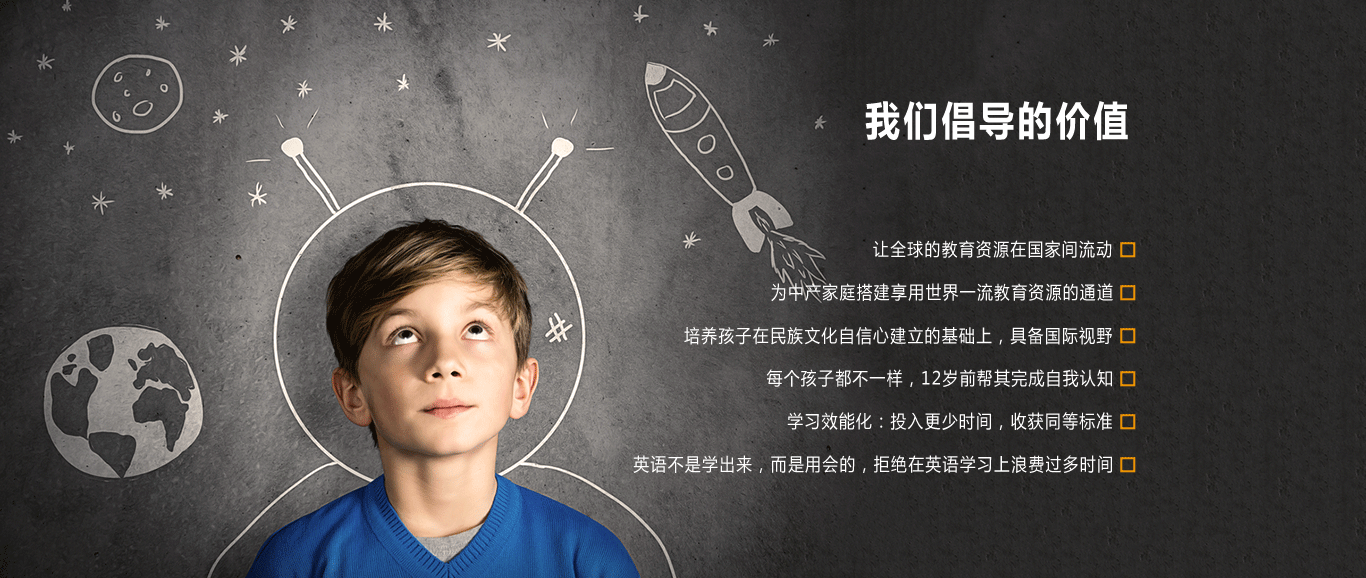 我们倡导的价值
让全球的教育资源在国家间流动
为中产家庭搭建享用世界一流教育资源的通道
培养孩子在民族文化自信心建立的基础上，具备国际视野
每个孩子都不一样，12岁前帮其完成自我认知
学习效能化：投入更少时间，收获同等标准
英语不是学出来，而是用会的，拒绝在英语学习上浪费过多时间